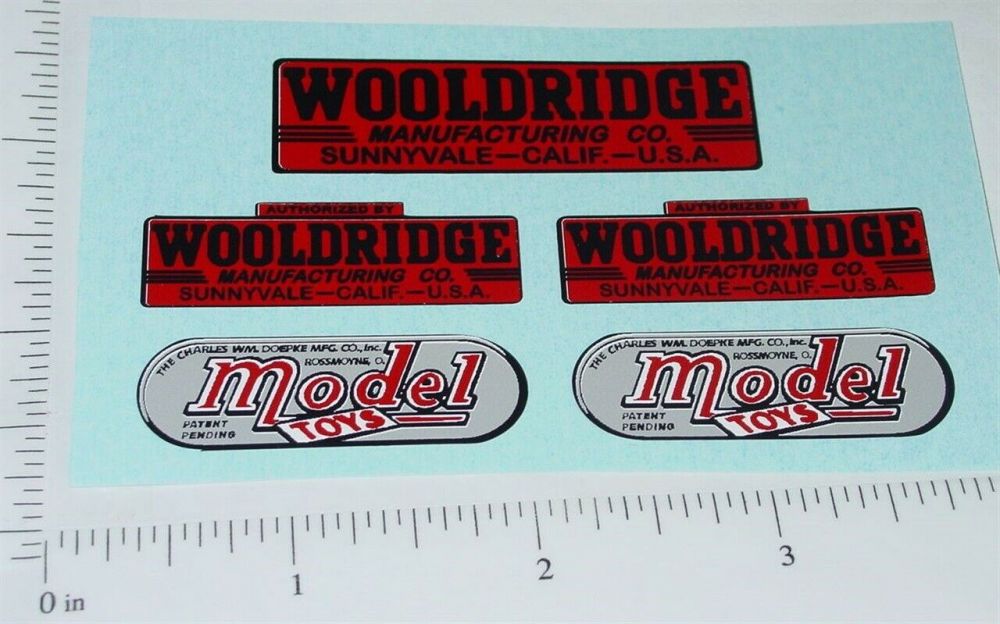 WOOLDRIDGE
MANUFACTURING CO.
SUNNYVALE—CALIF.—U.S.A.
AUTHORIZED BY
WOOLDRIDGE
MANUFACTURING CO.
SUNNYVALE—CALIF.—U.S.A.
AUTHORIZED BY
WOOLDRIDGE
MANUFACTURING CO.
SUNNYVALE—CALIF.—U.S.A.
THE CHARLES WM. DOEPKE MFG. CO., Inc.
ROSSMOYNE, O.
Model
TOYS
PATENT
PENDING
THE CHARLES WM. DOEPKE MFG. CO., Inc.
ROSSMOYNE, O.
Model
TOYS
PATENT
PENDING
0 in 1 2 3